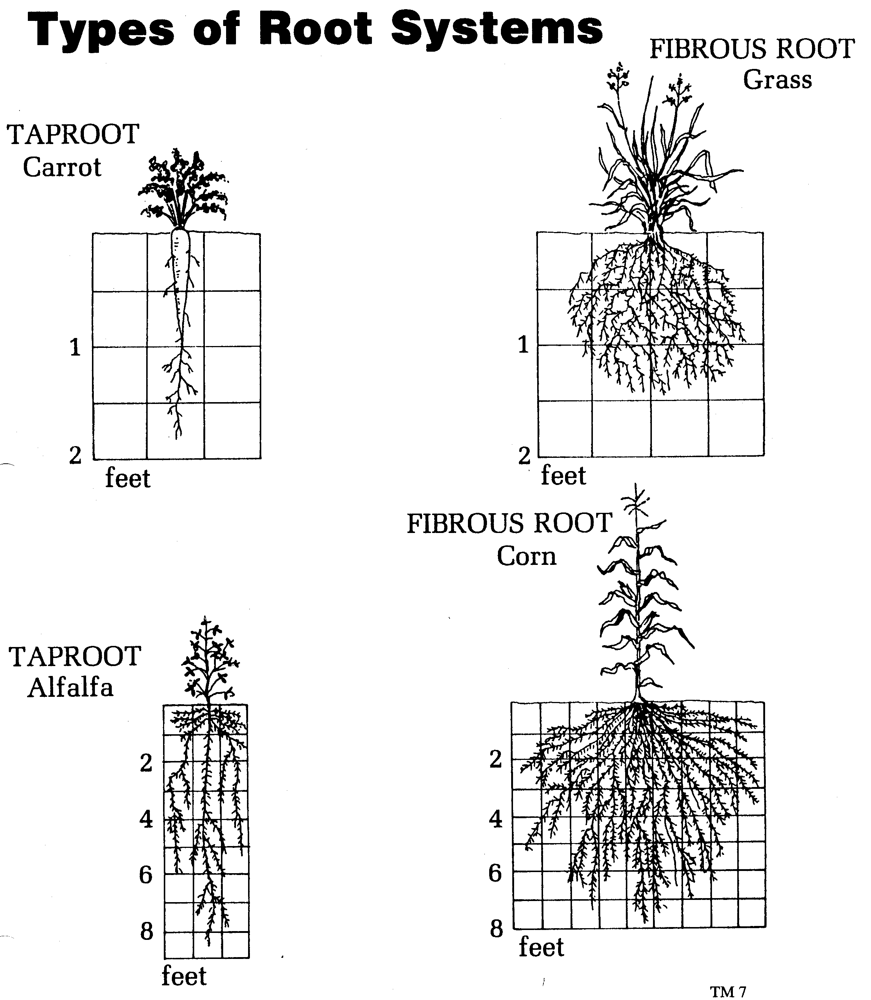 Types of Root Systems
FIBROUS ROOT
Grass
TAPROOT
Carrot
1
2
feet
1
2
feet
FIBROUS ROOT
Corn
TAPROOT
Alfalfa
2
4
6
8
feet
2
4
6
8
feet
TM 7